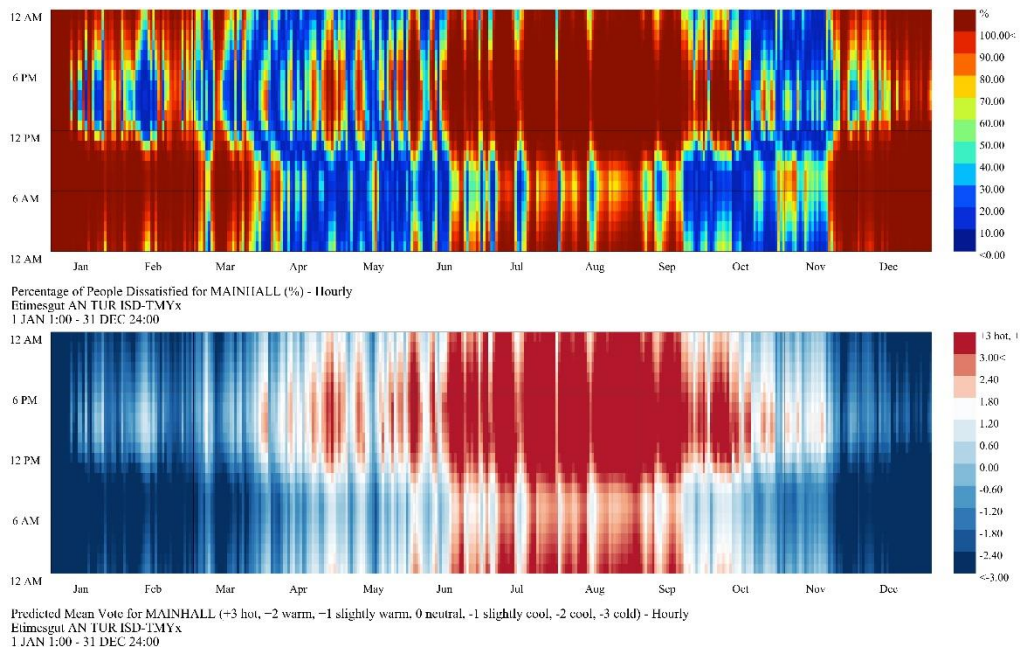 12 AM
6 PM
12 PM
6 AM
12 AM
Jan Feb Mar Apr May Jun Jul Aug Sep Oct Nov Dec
%
100.00<
90.00
80.00
70.00
60.00
50.00
40.00
30.00
20.00
10.00
<0.00
Percentage of People Dissatisfied for MAINHALL (%) - Hourly
Etimesgut AN TUR ISD-TMYx
1 JAN 1:00 - 31 DEC 24:00
12 AM
6 PM
12 PM
6 AM
12 AM
Jan Feb Mar Apr May Jun Jul Aug Sep Oct Nov Dec
+3 hot, +
3.00<
2.40
1.80
1.20
0.60
0.00
-0.60
-1.20
-1.80
-2.40
<-3.00
Predicted Mean Vote for MAINHALL (+3 hot, +2 warm, +1 slightly warm, 0 neutral, -1 slightly cool, -2 cool, -3 cold) - Hourly
Etimesgut AN TUR ISD-TMYx
1 JAN 1:00 - 31 DEC 24:00